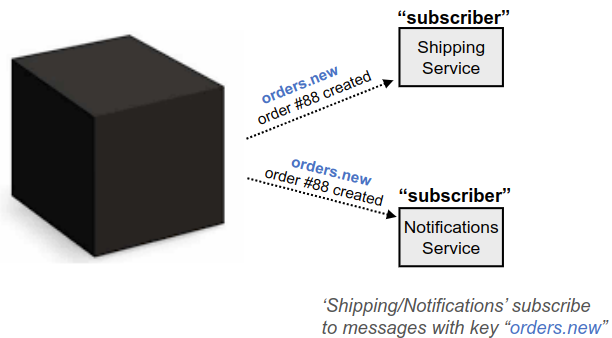 “subscriber”
Shipping
Service
orders.new
order #88 created
orders.new
order #88 created
“subscriber”
Notifications
Service
‘Shipping/Notifications’ subscribe
to messages with key “orders.new”